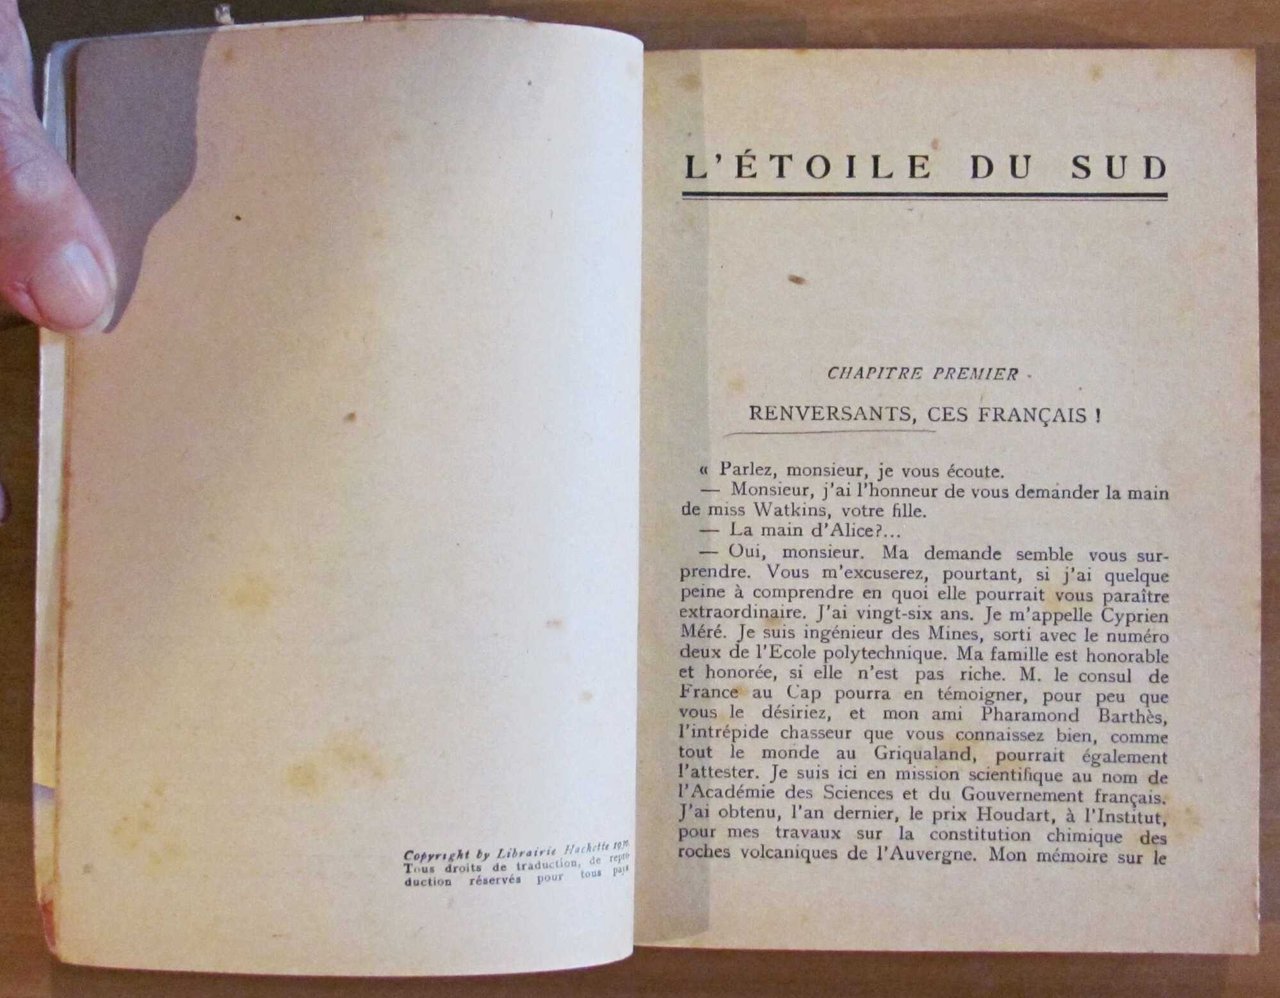 Copyright by Librairie Hachette
Tous droits de traduction, de repro-
duction réservés pour tous pays
L'ÉTOILE DU SUD
CHAPITRE PREMIER
RENVERSANTS, CES FRANÇAIS !
« Parlez, monsieur, je vous écoute.
— Monsieur, j'ai l'honneur de vous demander la main
de miss Watkins, votre fille.
— La main d'Alice?...
— Oui, monsieur. Ma demande semble vous sur-
prendre. Vous m'excuserez, pourtant, si j'ai quelque
peine à comprendre en quoi elle pourrait vous paraître
extraordinaire. J'ai vingt-six ans. Je m'appelle Cyprien
Méré. Je suis ingénieur des Mines, sorti avec le numéro
deux de l'Ecole polytechnique. Ma famille est honorable
et honorée, si elle n'est pas riche. M. le consul de
France au Cap pourra en témoigner, pour peu que
vous le désiriez, et mon ami Pharamond Barthès,
l'intrépide chasseur que vous connaissez bien, comme
tout le monde au Griqualand, pourrait également
l'attester. Je suis ici en mission scientifique au nom de
l'Académie des Sciences et du Gouvernement français.
J'ai obtenu, l'an dernier, le prix Houdart, à l'Institut,
pour mes travaux sur la constitution chimique des
roches volcaniques de l'Auvergne. Mon mémoire sur le